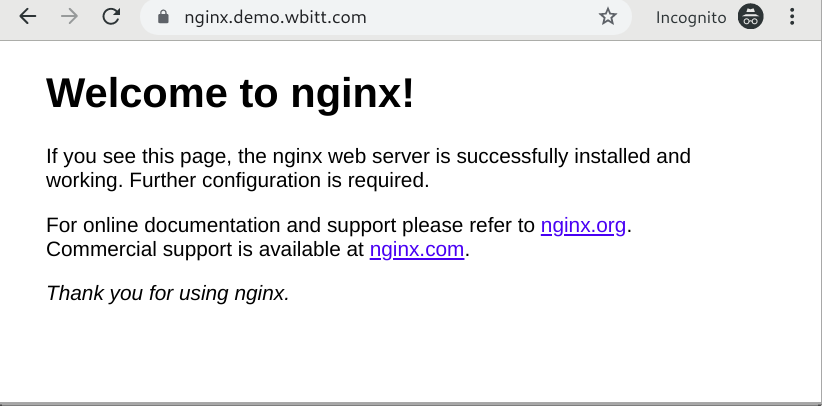 nginx.demo.wbitt.com
Incognito
Welcome to nginx!
If you see this page, the nginx web server is successfully installed and
working. Further configuration is required.
For online documentation and support please refer to nginx.org.
Commercial support is available at nginx.com.
Thank you for using nginx.